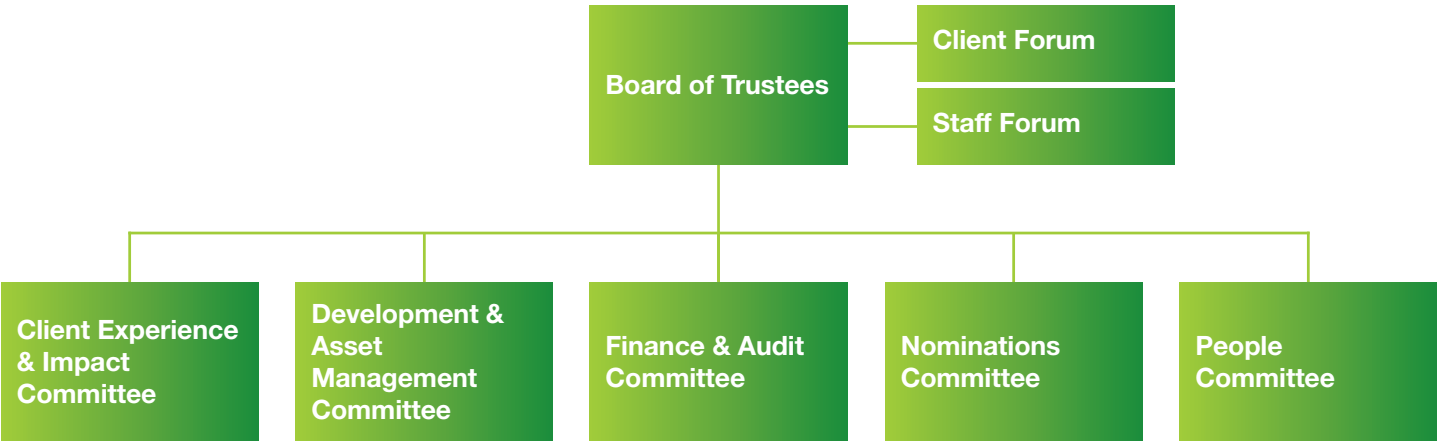 Board of Trustees
Client Forum
Staff Forum
Client Experience
& Impact
Committee
Development &
Asset
Management
Committee
Finance & Audit
Committee
Nominations
Committee
People
Committee